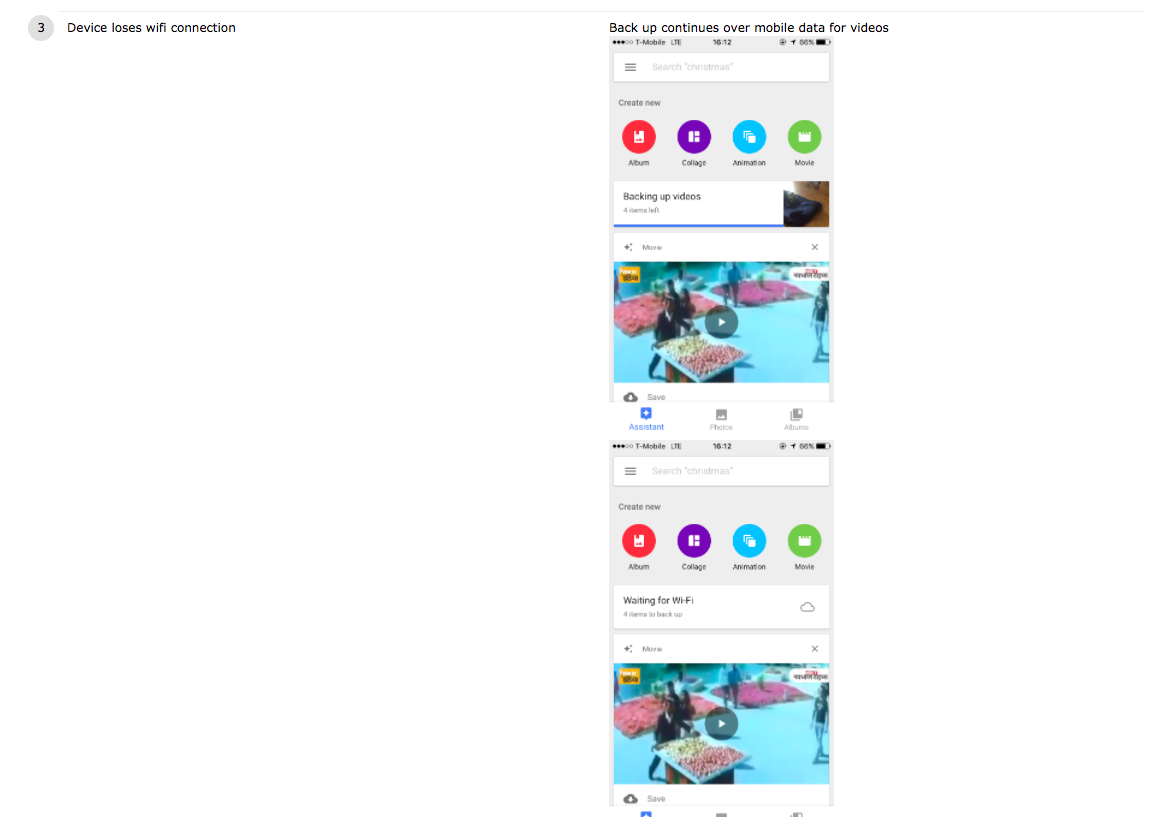 3 Device loses wifi connection
Back up continues over mobile data for videos
T-Mobile LTE 16:12 66%
Search "christmas"
Create new
Album Collage Animation Movie
Backing up videos
4 items left
Movie
Save
Assistant Photos Albums
T-Mobile LTE 16:12 66%
Search "christmas"
Create new
Album Collage Animation Movie
Waiting for Wi-Fi
4 items to back up
Movie
Save